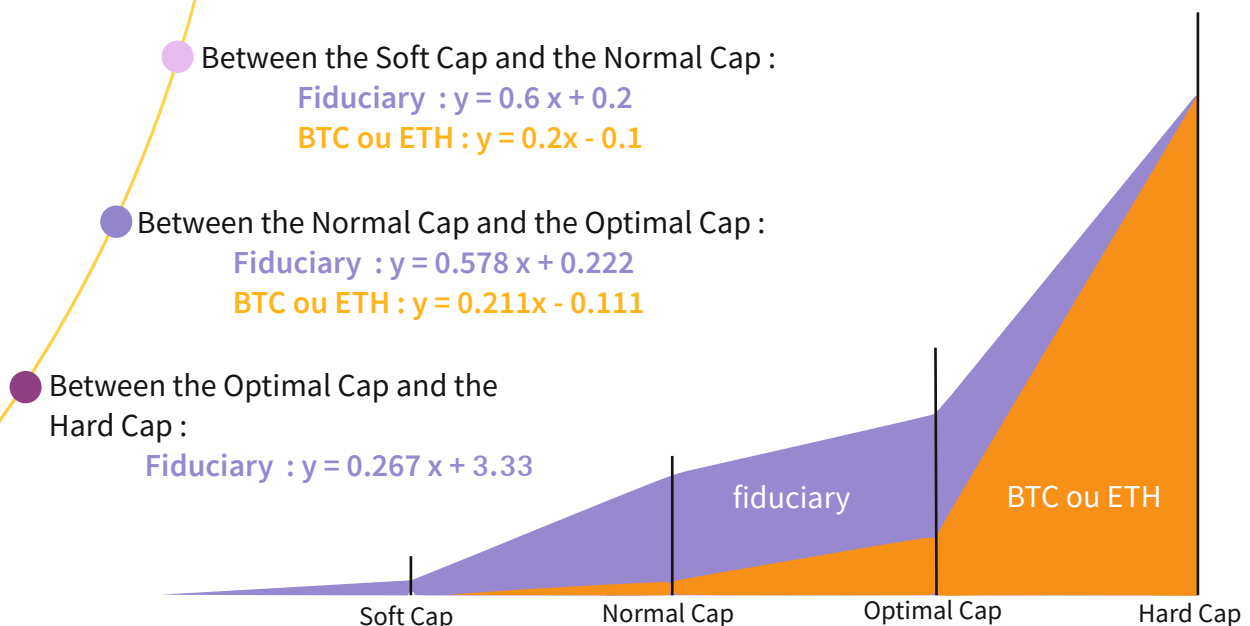 Between the Soft Cap and the Normal Cap :
Fiduciary : y = 0.6 x + 0.2
BTC ou ETH : y = 0.2x - 0.1
Between the Normal Cap and the Optimal Cap :
Fiduciary : y = 0.578 x + 0.222
BTC ou ETH : y = 0.211x - 0.111
Between the Optimal Cap and the
Hard Cap :
Fiduciary : y = 0.267 x + 3.33
fiduciary
BTC ou ETH
Soft Cap
Normal Cap
Optimal Cap
Hard Cap